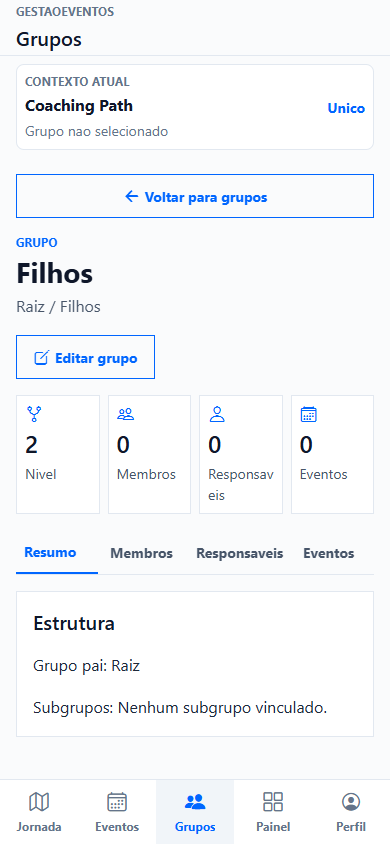 GESTAOEVENTOS
Grupos
CONTEXTO ATUAL
Coaching Path
Unico
Grupo nao selecionado
Voltar para grupos
GRUPO
Filhos
Raiz / Filhos
Editar grupo
2 0 0 0
Nivel Membros Responsav Eventos
eis
Resumo Membros Responsaveis Eventos
Estrutura
Grupo pai: Raiz
Subgrupos: Nenhum subgrupo vinculado.
Jornada Eventos Grupos Painel Perfil